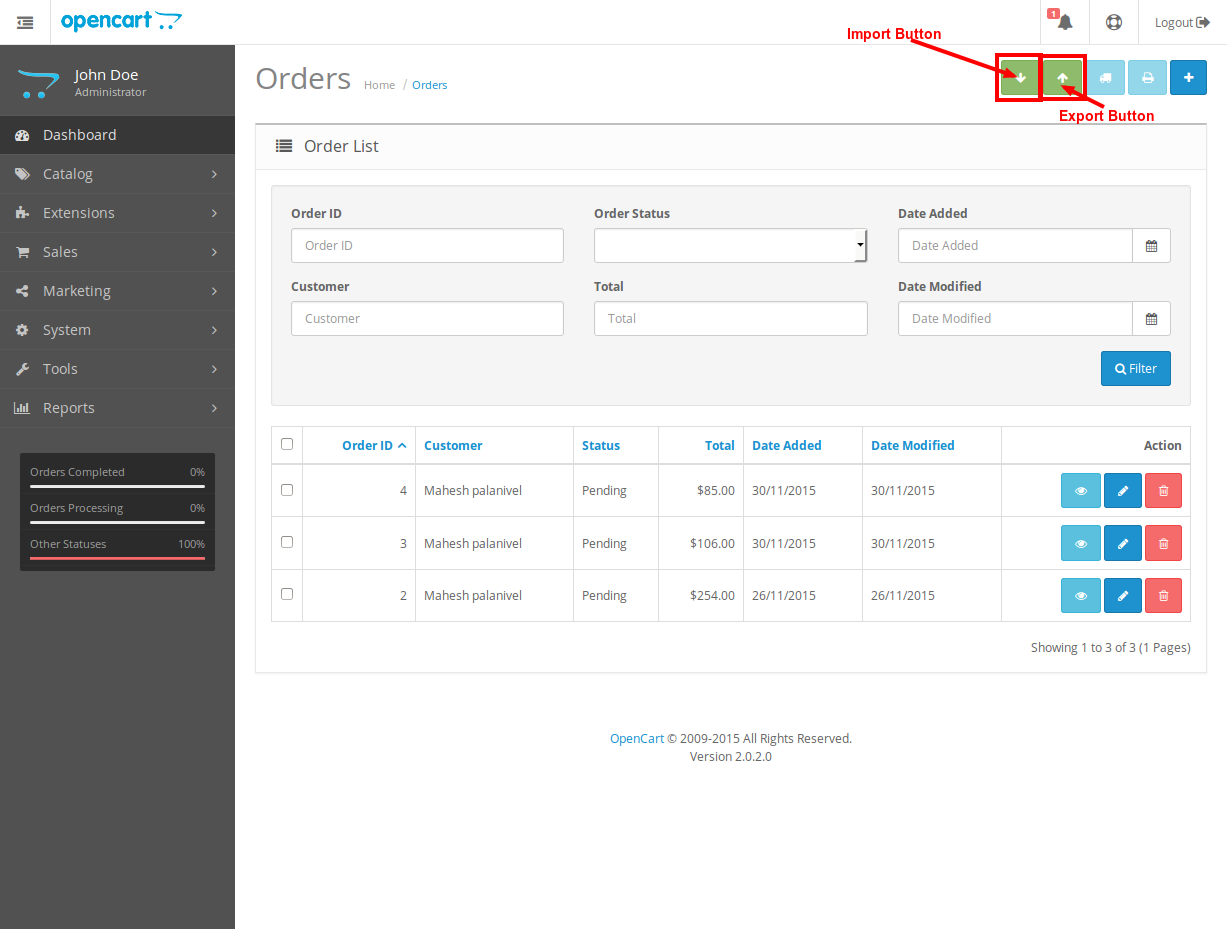 opencart
1
Logout
Import Button
John Doe
Administrator
Orders Home / Orders
Export Button
Dashboard
Catalog
Extensions
Sales
Marketing
System
Tools
Reports
Orders Completed 0%
Orders Processing 0%
Other Statuses 100%
Order List
Order ID Order Status Date Added
Order ID Date Added
Customer Total Date Modified
Customer Total Date Modified
Filter
Order ID Customer Status Total Date Added Date Modified Action
4 Mahesh palanivel Pending $85.00 30/11/2015 30/11/2015
3 Mahesh palanivel Pending $106.00 30/11/2015 30/11/2015
2 Mahesh palanivel Pending $254.00 26/11/2015 26/11/2015
Showing 1 to 3 of 3 (1 Pages)
OpenCart © 2009-2015 All Rights Reserved.
Version 2.0.2.0